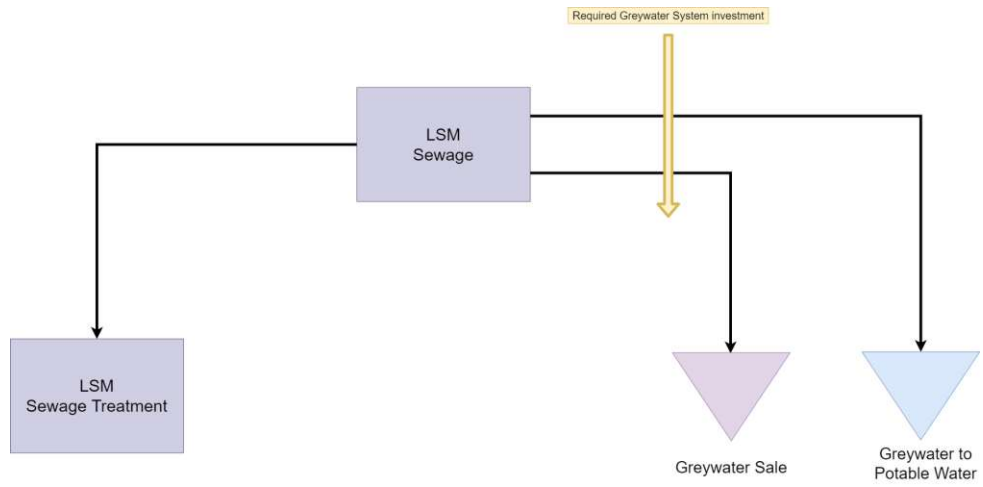 Required Greywater System investment
LSM
Sewage
LSM
Sewage Treatment
Greywater Sale
Greywater to
Potable Water